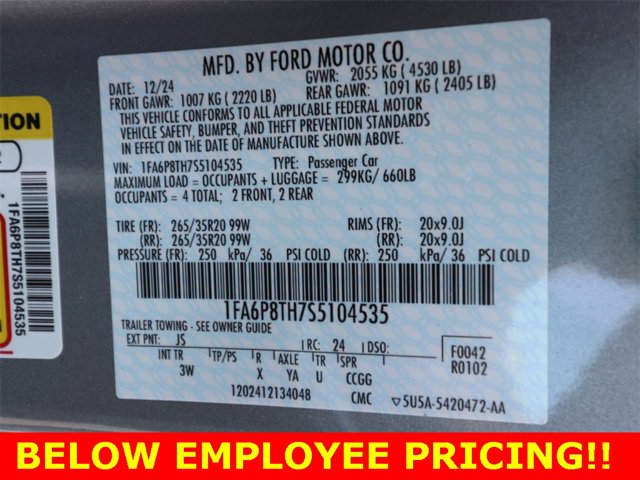 MFD. BY FORD MOTOR CO.
DATE: 12/24
GVWR: 2055 KG ( 4530 LB)
FRONT GAWR: 1007 KG ( 2220 LB)
REAR GAWR: 1091 KG ( 2405 LB)
THIS VEHICLE CONFORMS TO ALL APPLICABLE FEDERAL MOTOR
VEHICLE SAFETY, BUMPER, AND THEFT PREVENTION STANDARDS
IN EFFECT ON THE DATE OF MANUFACTURE SHOWN ABOVE.
VIN: 1FA6P8TH7S5104535 TYPE: Passenger Car
MAXIMUM LOAD = OCCUPANTS + LUGGAGE = 299KG/ 660LB
OCCUPANTS = 4 TOTAL; 2 FRONT, 2 REAR
TIRE (FR): 265/35R20 99W RIMS (FR): 20x9.0J
(RR): 265/35R20 99W (RR): 20x9.0J
PRESSURE (FR): 250 kPa/ 36 PSI COLD (RR): 250 kPa/ 36 PSI COLD
1FA6P8TH7S5104535
TRAILER TOWING - SEE OWNER GUIDE
EXT PNT: JS RC: 24 DSO:
INT TR TP/PS R AXLE TR SPR
3W X YA U CCGG
F0042
R0102
1202412134048 CMC 5U5A-5420472-AA
1FA6P8TH7S5104535
BELOW EMPLOYEE PRICING!!